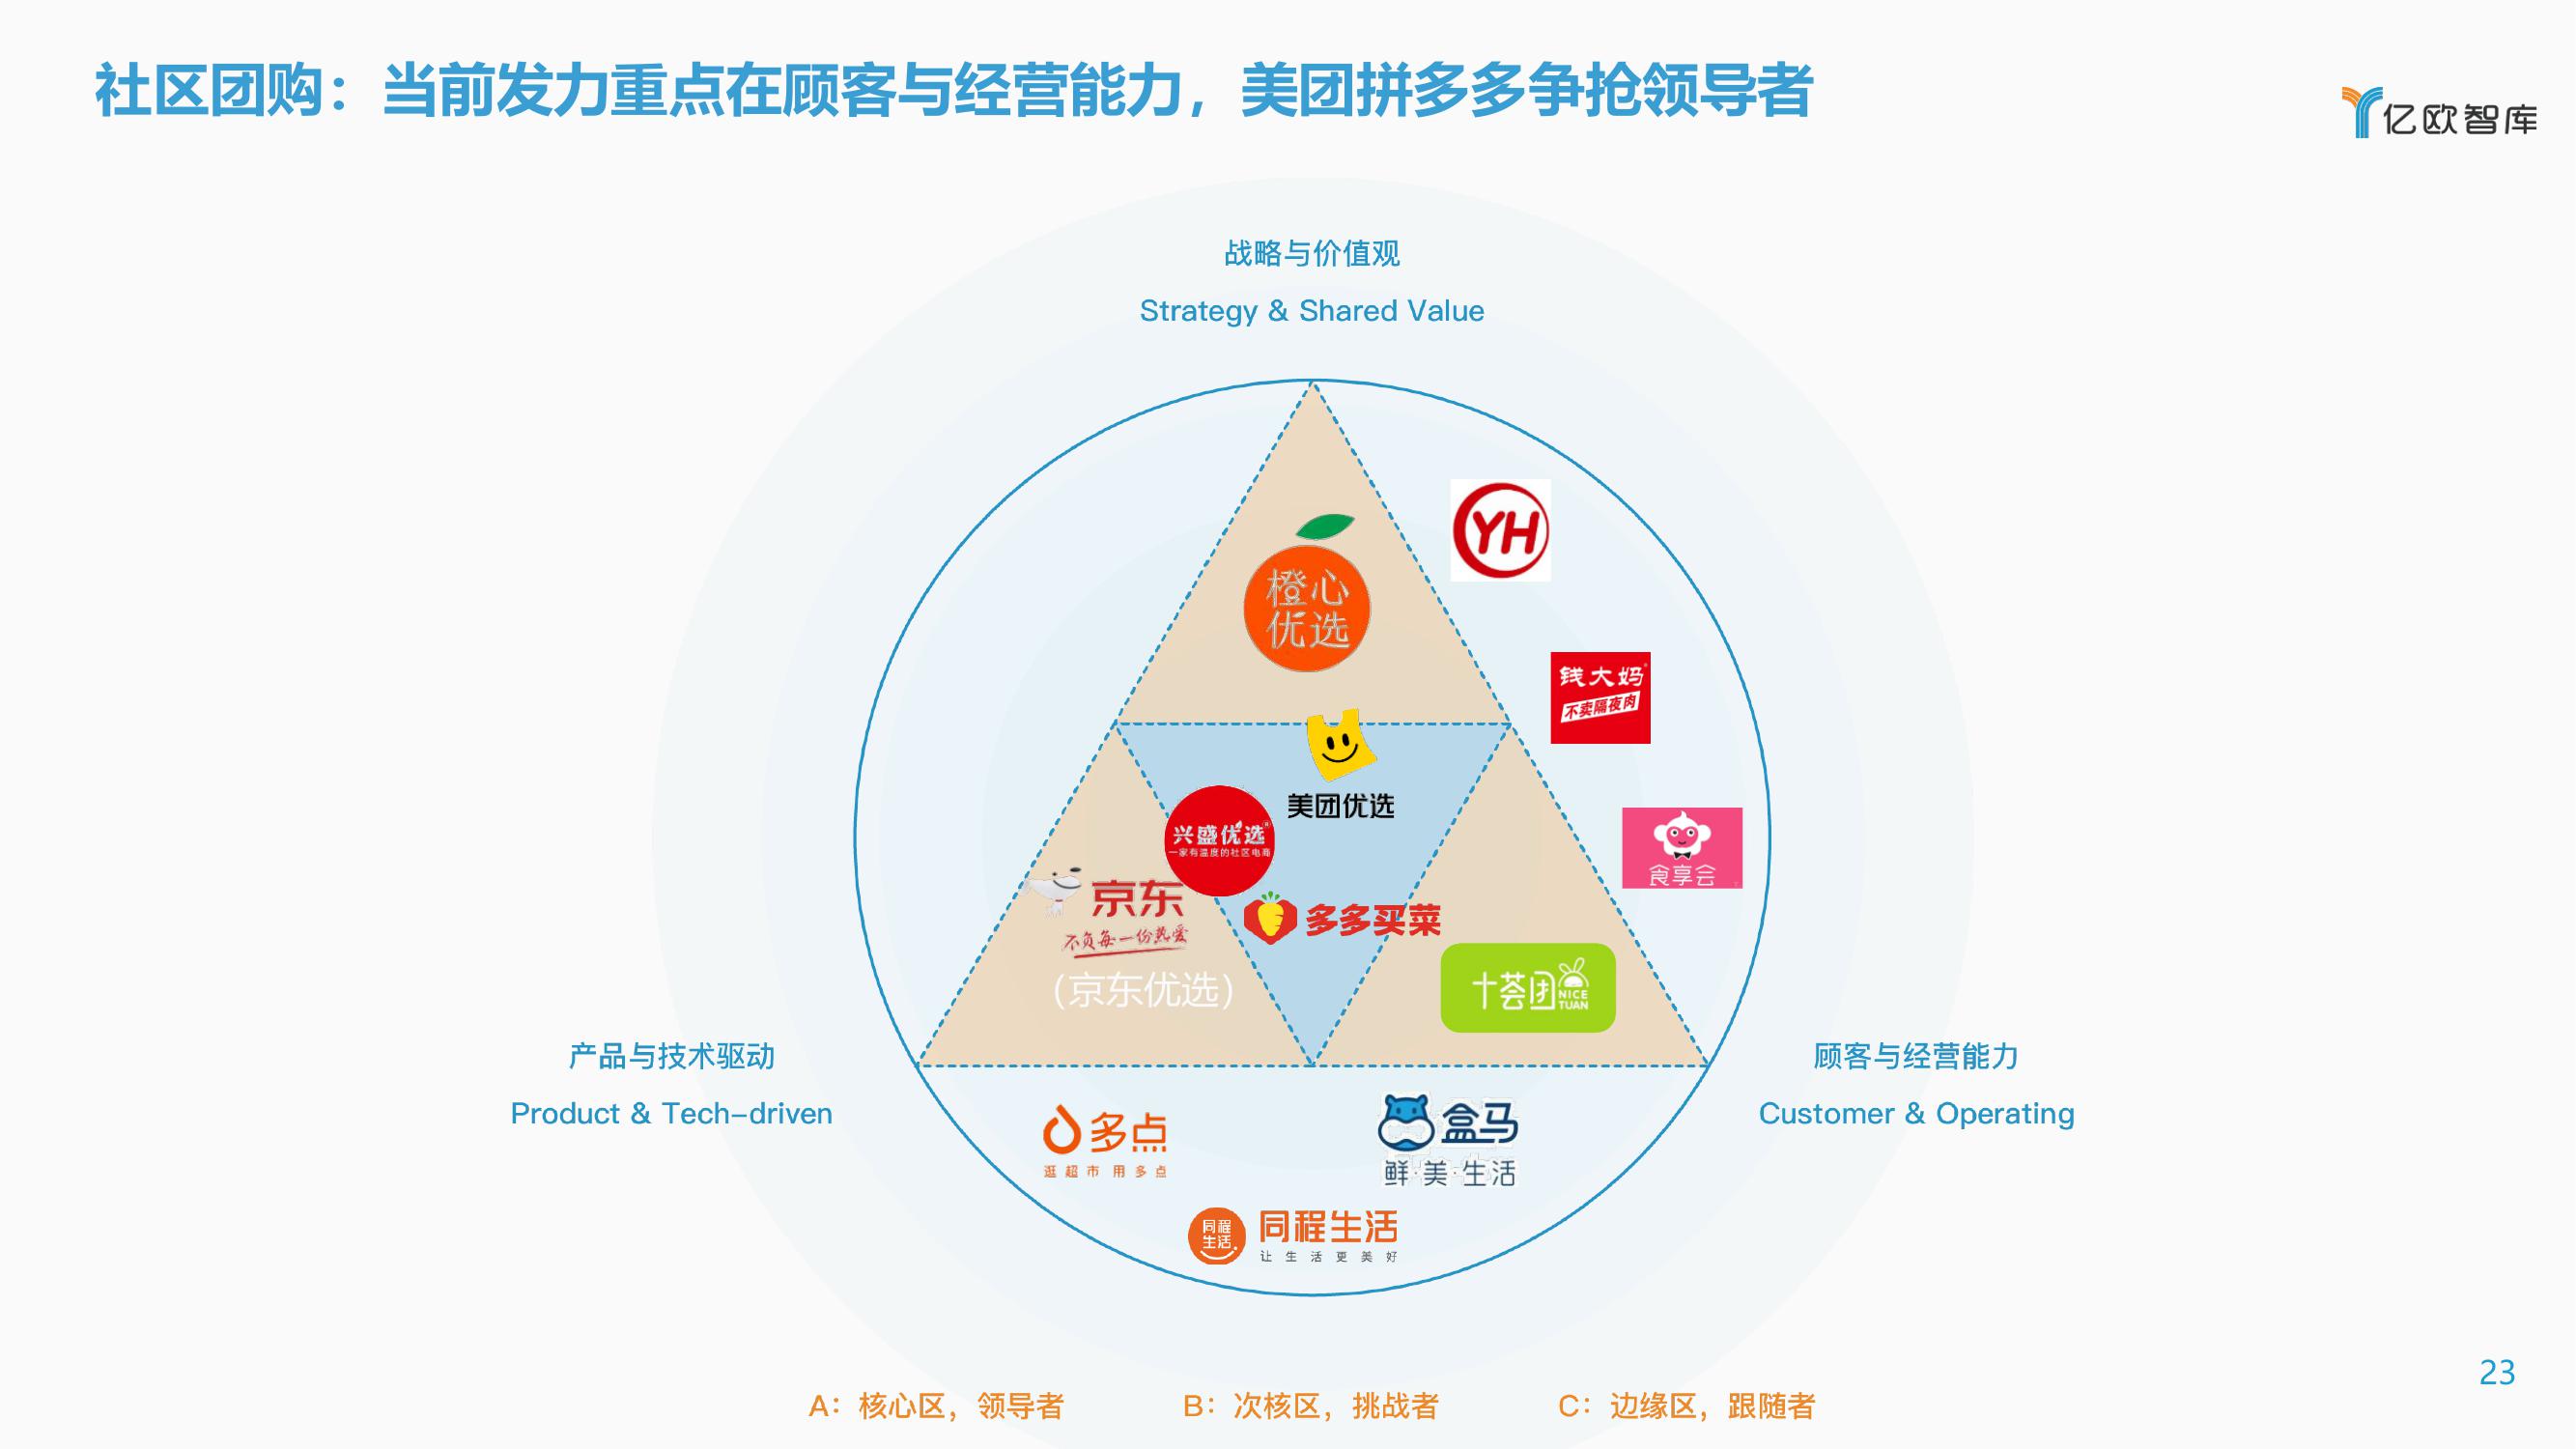 社区团购：当前发力重点在顾客与经营能力，美团拼多多争抢领导者
亿欧智库
战略与价值观
Strategy & Shared Value
YH
橙心
优选
钱大妈
不卖隔夜肉
美团优选
兴盛优选
一家有温度的社区电商
食享会
京东
不负每一份热爱
（京东优选）
多多买菜
十荟团
NICE
TUAN
产品与技术驱动
Product & Tech-driven
顾客与经营能力
Customer & Operating
多点
逛超市用多点
盒马
鲜·美·生活
同程
生活
同程生活
让生活更美好
A：核心区，领导者
B：次核区，挑战者
C：边缘区，跟随者
23